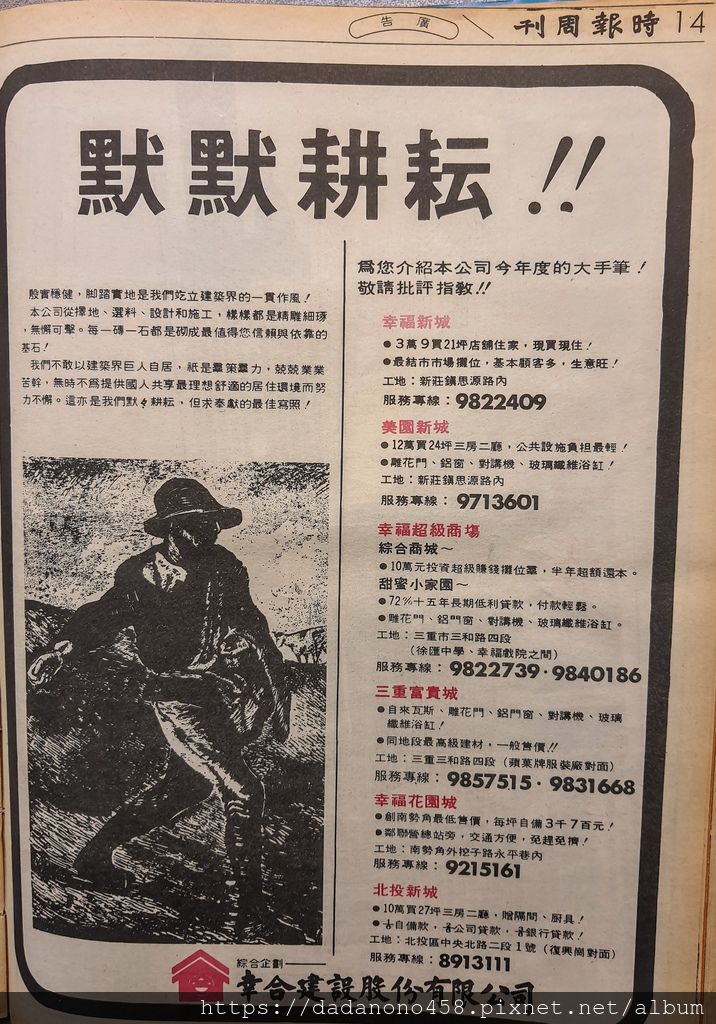 廣告
時報周刊 14
默默耕耘!!
殷實穩健，脚踏實地是我們屹立建築界的一貫作風！
本公司從擇地、選料、設計和施工，樣樣都是精雕細琢
，無懈可擊。每一磚一石都是砌成最值得您信賴與依靠的
基石！
我們不敢以建築界巨人自居，祇是羣策羣力，兢兢業業
苦幹，無時不爲提供國人共享最理想舒適的居住環境而努
力不懈。這亦是我們默々耕耘，但求奉獻的最佳寫照！
爲您介紹本公司今年度的大手筆！
敬請批評指敎!!
幸福新城
●3萬9買21坪店舖住家，現買現住！
●最結市市場攤位，基本顧客多，生意旺！
工地：新莊鎭思源路內
服務專線：9822409
美園新城
●12萬買24坪三房二廳，公共設施負担最輕！
●雕花門、鋁窗、對講機、玻璃纖維浴缸！
工地：新莊鎭思源路內
服務專線：9713601
幸福超級商場
綜合商城～
●10萬元投資超級賺錢攤位羣，半年超額還本。
甜蜜小家園～
●72％十五年長期低利貸款，付款輕鬆。
●雕花門、鋁門窗、對講機、玻璃纖維浴缸。
工地：三重市三和路四段
（徐匯中學、幸福戲院之間）
服務專線：9822739·9840186
三重富貴城
●自來瓦斯、雕花門、鋁門窗、對講機、玻璃
纖維浴缸！
●同地段最高級建材，一般售價!!
工地：三重三和路四段（蘋菓牌服裝廠對面）
服務專線：9857515·9831668
幸福花園城
●創南勢角最低售價，每坪自備3千7百元！
●鄰聯營總站旁，交通方便，免趕免擠！
工地：南勢角外挖子路永平巷內
服務專線：9215161
北投新城
●10萬買27坪三房二廳，贈隔間、厨具！
自備款，公司貸款，銀行貸款！
工地：北投區中央北路二段1號（復興崗對面）
服務專線：8913111
綜合企劃——
幸合建設股份有限公司
https://dadanono458.pixnet.net/album